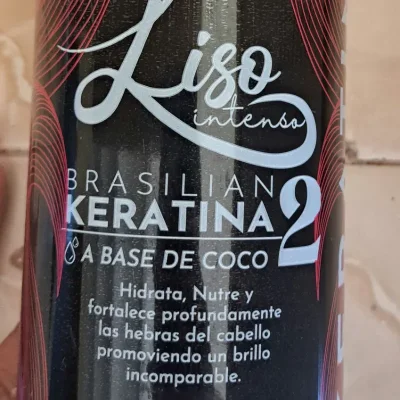 Liso
intenso
BRASILIAN
KERATINA 2
A BASE DE COCO
Hidrata, Nutre y
fortalece profundamente
las hebras del cabello
promoviendo un brillo
incomparable.